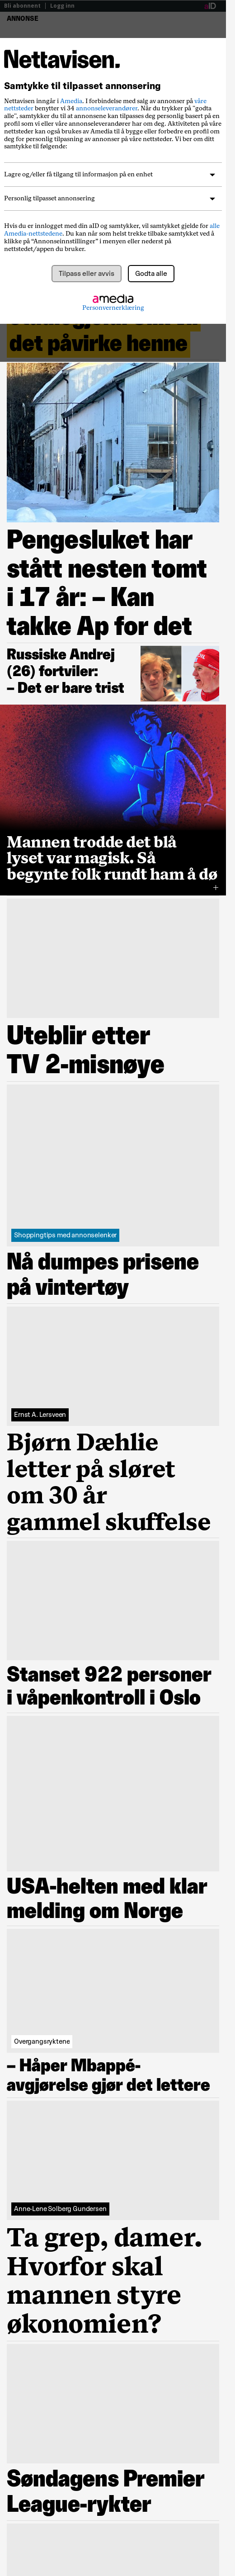 Bli abonnent | Logg inn
aID
ANNONSE
Nettavisen.
Samtykke til tilpasset annonsering
Nettavisen inngår i Amedia. I forbindelse med salg av annonser på våre
nettsteder benytter vi 34 annonseleverandører. Når du trykker på "godta
alle", samtykker du til at annonsene kan tilpasses deg personlig basert på en
profil som vi eller våre annonseleverandører har om deg. Besøk på våre
nettsteder kan også brukes av Amedia til å bygge eller forbedre en profil om
deg for personlig tilpasning av annonser på våre nettsteder. Vi ber om ditt
samtykke til følgende:
Lagre og/eller få tilgang til informasjon på en enhet
Personlig tilpasset annonsering
Hvis du er innlogget med din aID og samtykker, vil samtykket gjelde for alle
Amedia-nettstedene. Du kan når som helst trekke tilbake samtykket ved å
klikke på “Annonseinnstillinger” i menyen eller nederst på
nettstedet/appen du bruker.
Tilpass eller avvis
Godta alle
amedia
Personvernerklæring
det påvirke henne
Pengesluket har
stått nesten tomt
i 17 år: – Kan
takke Ap for det
Russiske Andrej
(26) fortviler:
– Det er bare trist
Mannen trodde det blå
lyset var magisk. Så
begynte folk rundt ham å dø
+
Uteblir etter
TV 2-misnøye
Shoppingtips med annonselenker
Nå dumpes prisene
på vintertøy
Ernst A. Lersveen
Bjørn Dæhlie
letter på sløret
om 30 år
gammel skuffelse
Stanset 922 personer
i våpenkontroll i Oslo
USA-helten med klar
melding om Norge
Overgangsryktene
– Håper Mbappé-
avgjørelse gjør det lettere
Anne-Lene Solberg Gundersen
Ta grep, damer.
Hvorfor skal
mannen styre
økonomien?
Søndagens Premier
League-rykter